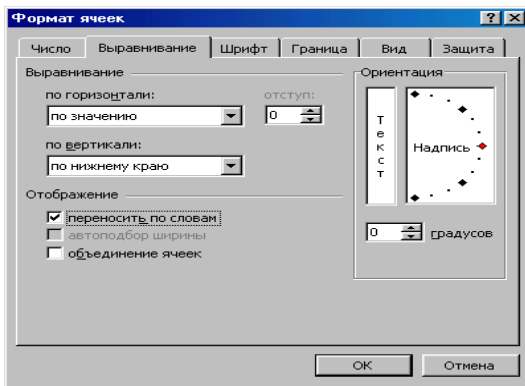 Формат ячеек
Число Выравнивание Шрифт Граница Вид Защита
Выравнивание
по горизонтали: отступ:
по значению 0
по вертикали:
по нижнему краю
Отображение
переносить по словам
автоподбор ширины
объединение ячеек
Ориентация
Текст
Надпись
0 градусов
ОК Отмена